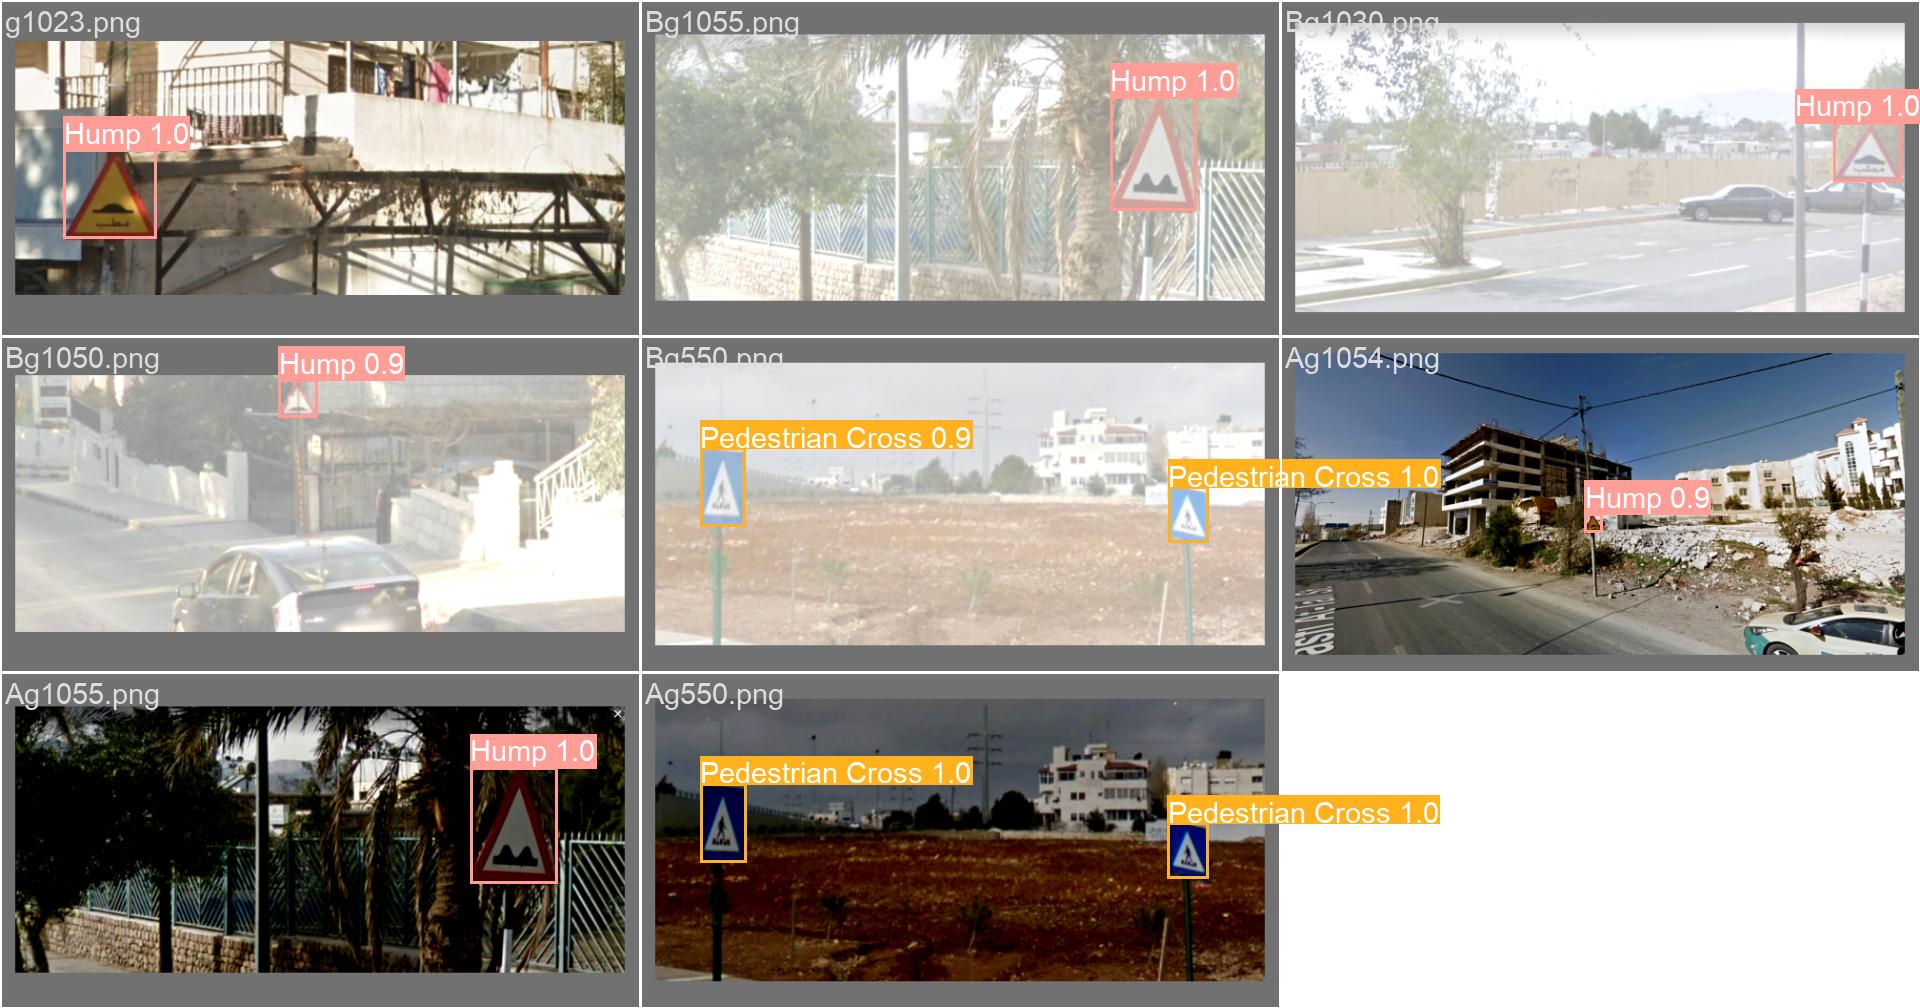 g1023.png
Hump 1.0
مطب
Bg1055.png
Hump 1.0
Bg1030.png
Hump 1.0
مطب
Bg1050.png
Hump 0.9
Bg550.png
Pedestrian Cross 0.9
Pedestrian Cross 1.0
Ag1054.png
Hump 0.9
Ag1055.png
Hump 1.0
Ag550.png
Pedestrian Cross 1.0
Pedestrian Cross 1.0